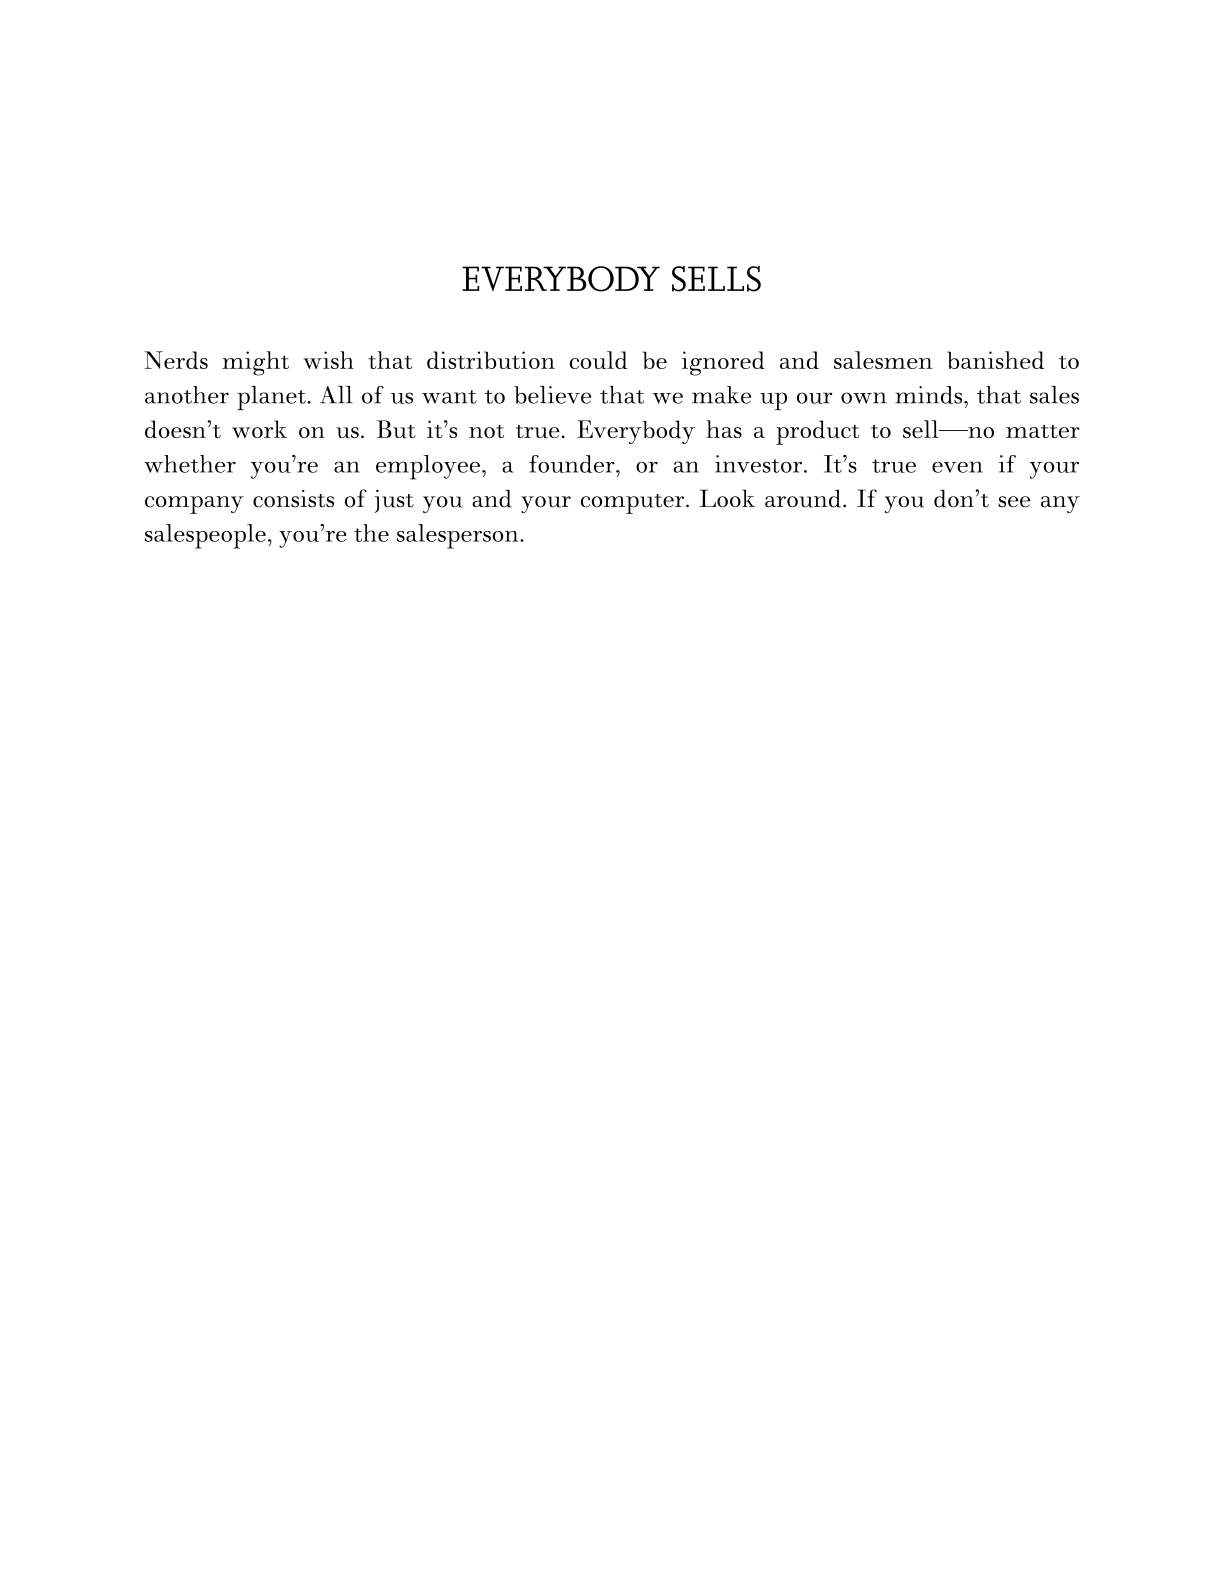 EVERYBODY SELLS
Nerds might wish that distribution could be ignored and salesmen banished to
another planet. All of us want to believe that we make up our own minds, that sales
doesn’t work on us. But it’s not true. Everybody has a product to sell—no matter
whether you’re an employee, a founder, or an investor. It’s true even if your
company consists of just you and your computer. Look around. If you don’t see any
salespeople, you’re the salesperson.